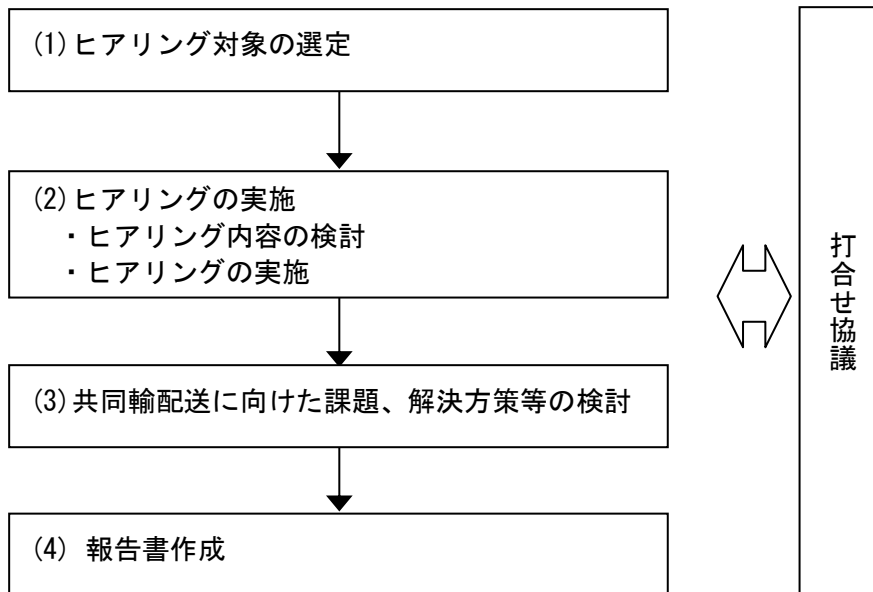 (1)ヒアリング対象の選定
(2)ヒアリングの実施
・ヒアリング内容の検討
・ヒアリングの実施
(3)共同輸配送に向けた課題、解決方策等の検討
(4) 報告書作成
打合せ協議